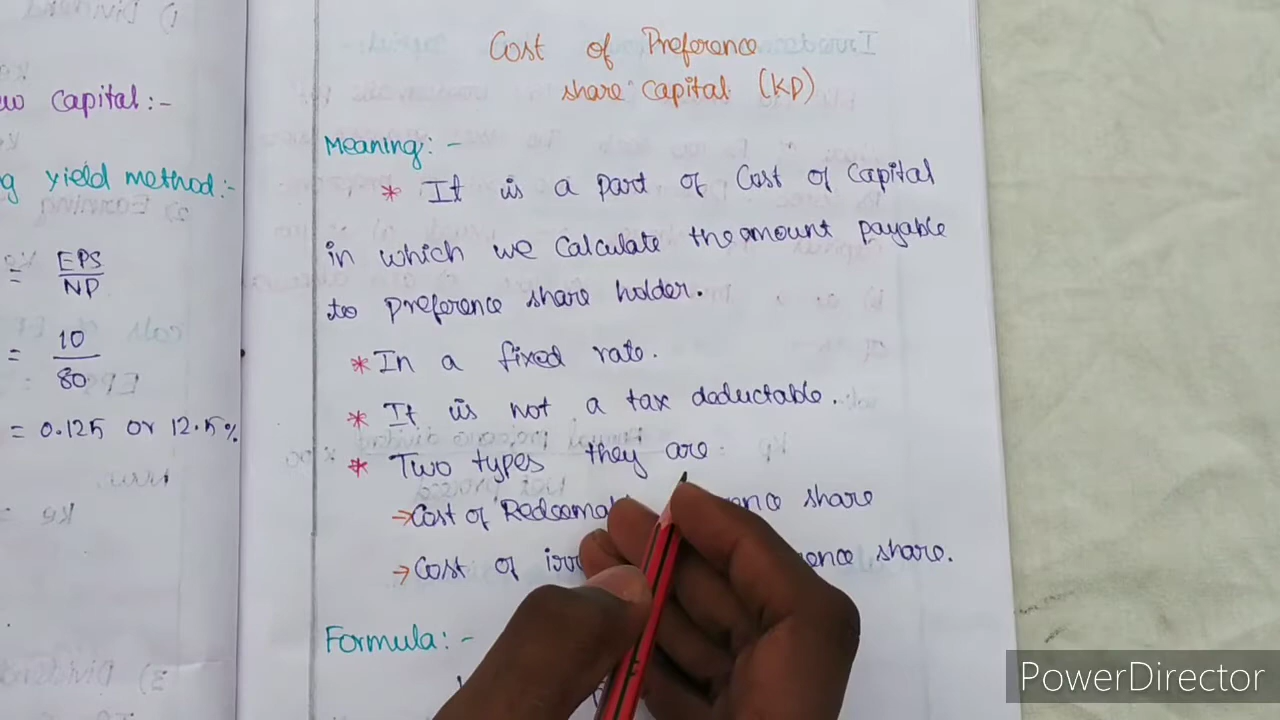 w Capital:-
g yield method:-
= EPS
NP
= 10
80
= 0.125 or 12.5%
Cost of Preference
share Capital (KP)
Meaning: -
* It is a part of Cost of Capital
in which we Calculate the amount payable
to preference share holder.
* In a fixed rate.
* It is not a tax deductable.
* Two types they are
→ Cost of share
→ Cost of share.
Formula: -
PowerDirector